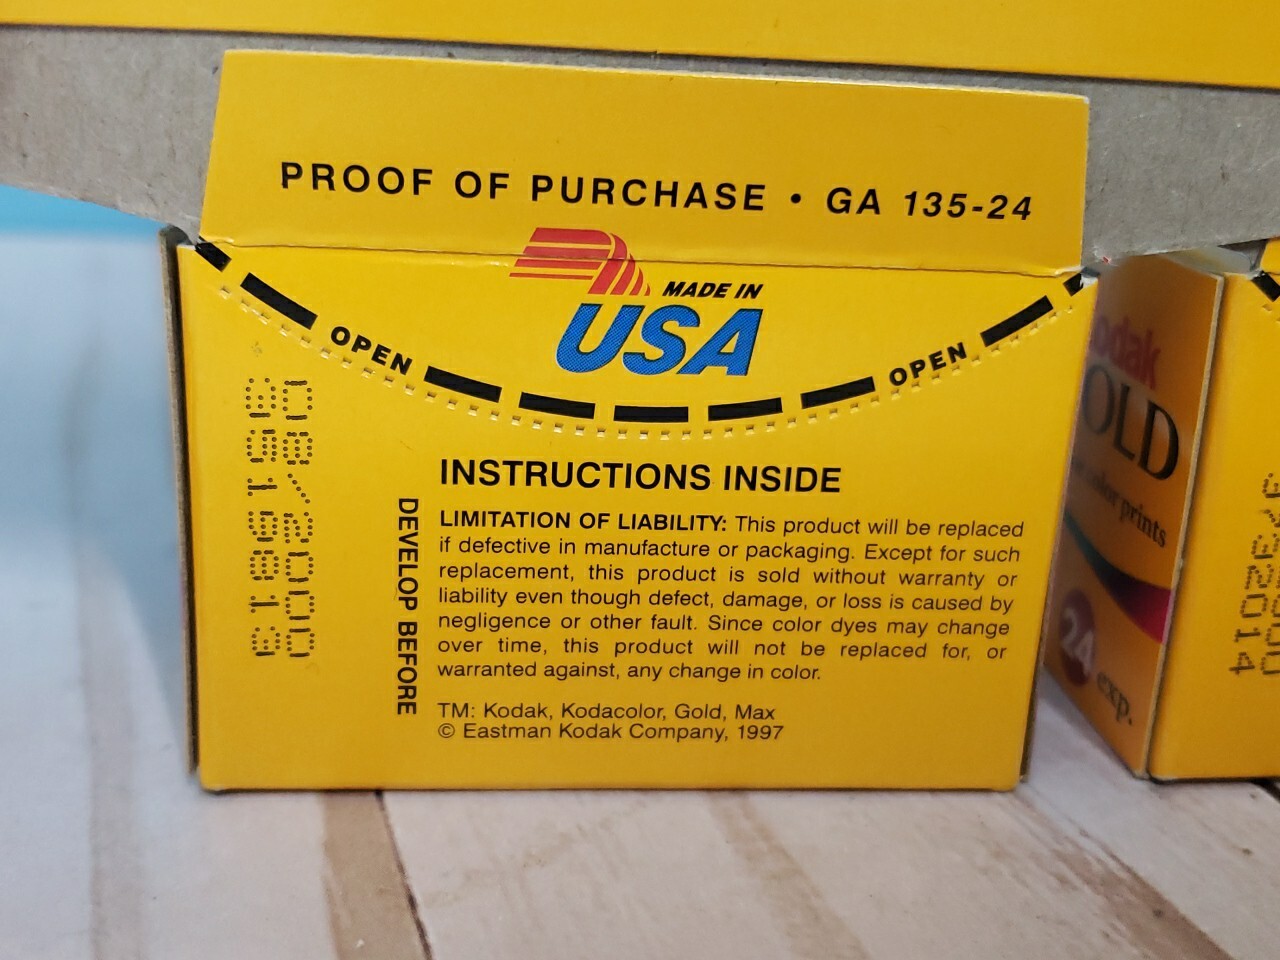 PROOF OF PURCHASE • GA 135-24
MADE IN
USA
OPEN
OPEN
INSTRUCTIONS INSIDE
LIMITATION OF LIABILITY: This product will be replaced
if defective in manufacture or packaging. Except for such
replacement, this product is sold without warranty or
liability even though defect, damage, or loss is caused by
negligence or other fault. Since color dyes may change
over time, this product will not be replaced for, or
warranted against, any change in color.
TM: Kodak, Kodacolor, Gold, Max
© Eastman Kodak Company, 1997
DEVELOP BEFORE
08/2000
3515813
odak
OLD
color prints
24
exp.